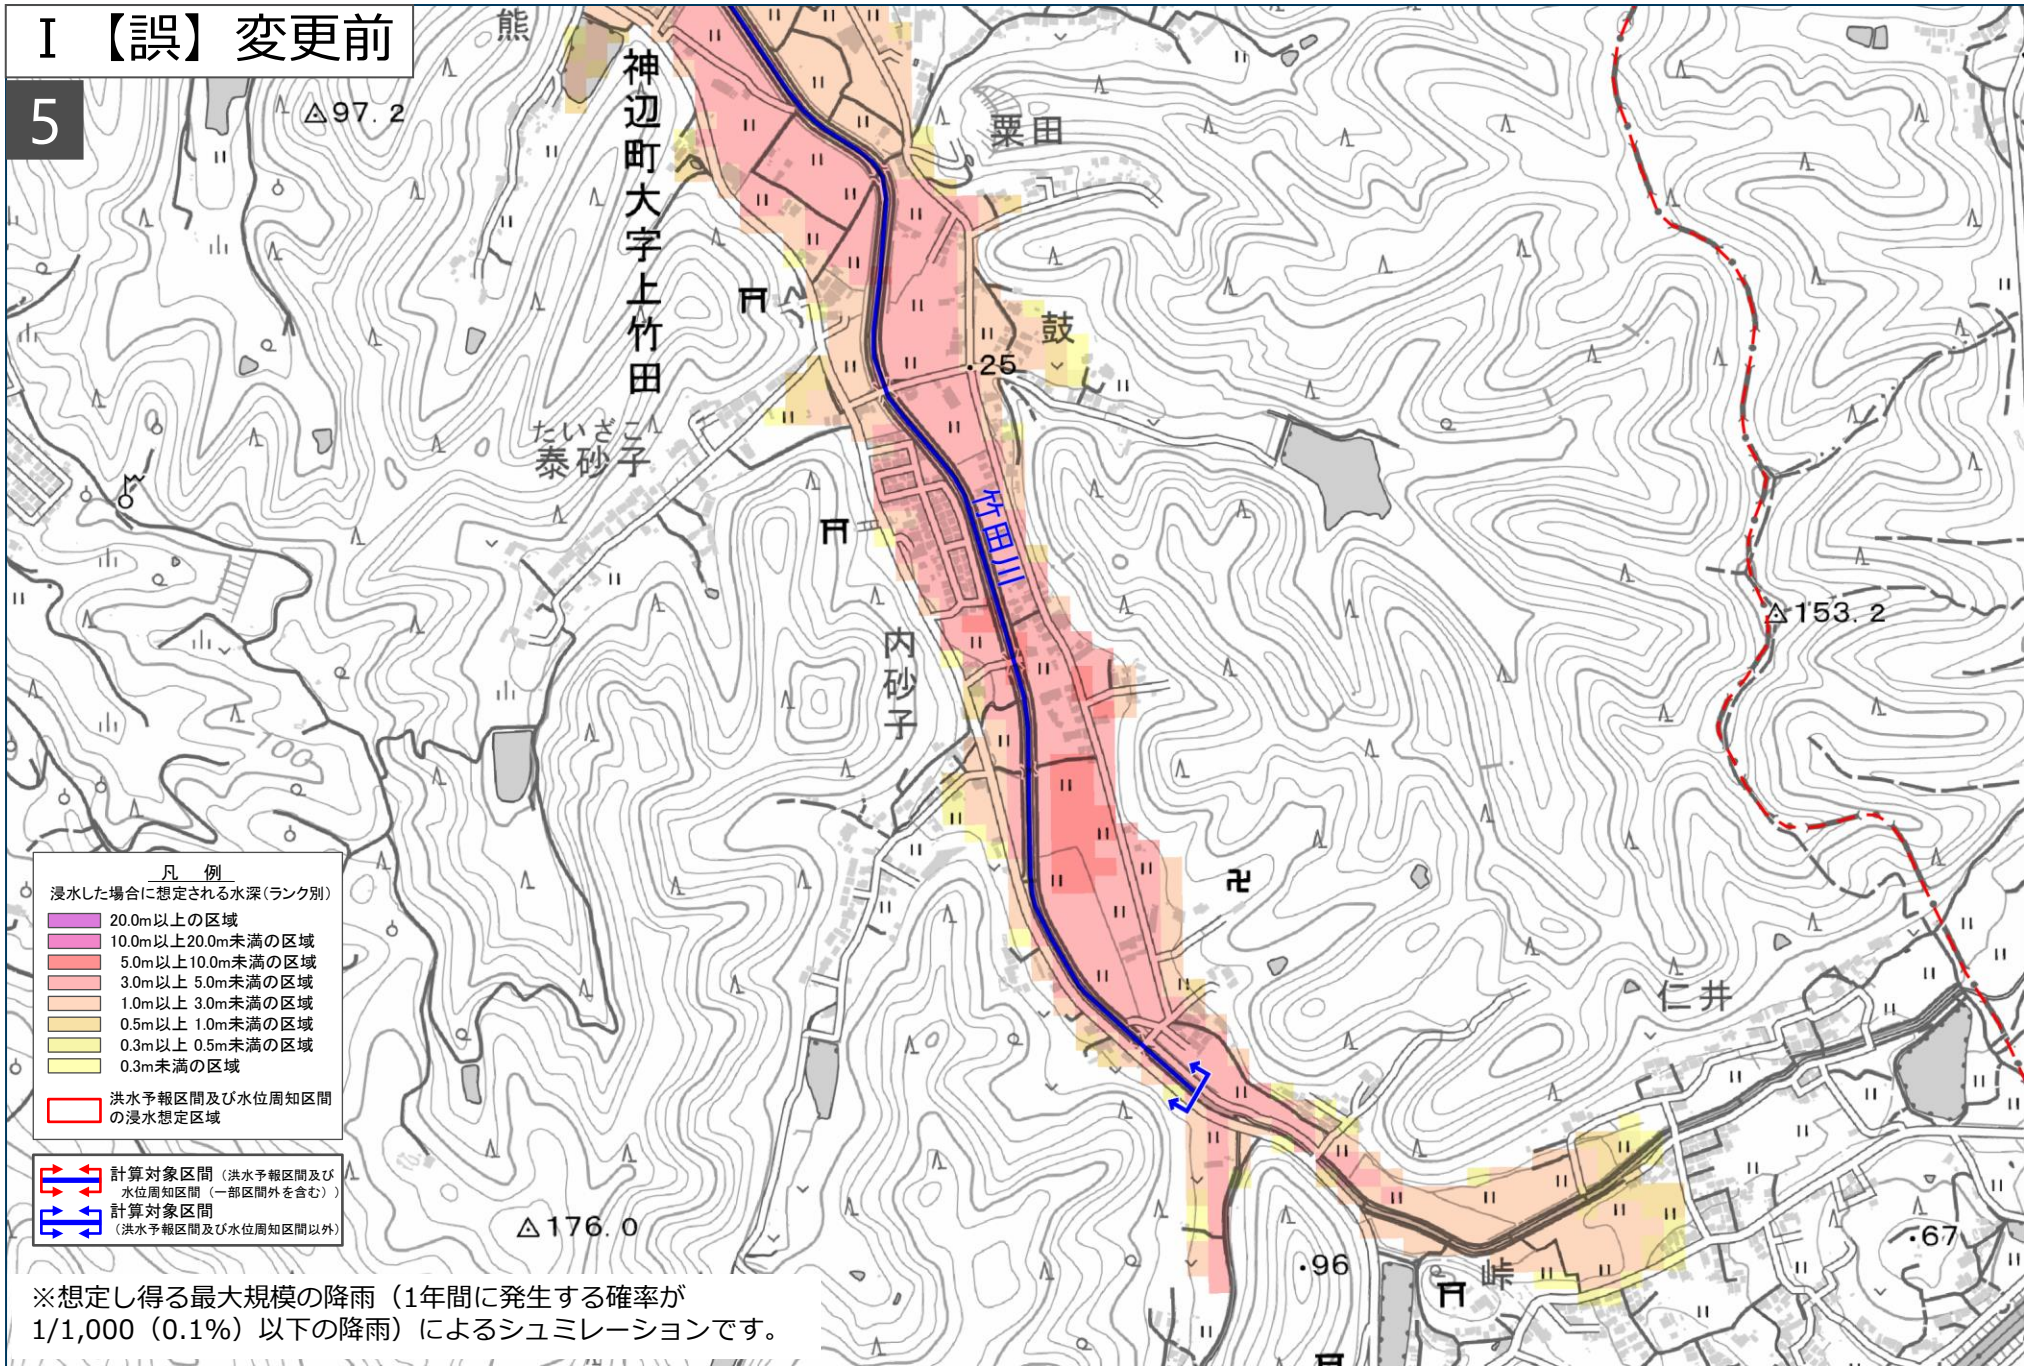 I 【誤】変更前
5
熊
97.2
神辺町大字上竹田
粟田
鼓
25
たいざこ
泰砂子
竹田川
153.2
内砂子
100
仁井
凡 例
浸水した場合に想定される水深(ランク別)
20.0m以上の区域
10.0m以上20.0m未満の区域
5.0m以上10.0m未満の区域
3.0m以上 5.0m未満の区域
1.0m以上 3.0m未満の区域
0.5m以上 1.0m未満の区域
0.3m以上 0.5m未満の区域
0.3m未満の区域
洪水予報区間及び水位周知区間
の浸水想定区域
計算対象区間(洪水予報区間及び
水位周知区間(一部区間外を含む))
計算対象区間
(洪水予報区間及び水位周知区間以外)
176.0
96
峠
67
※想定し得る最大規模の降雨(1年間に発生する確率が
1/1,000(0.1%)以下の降雨)によるシュミレーションです。